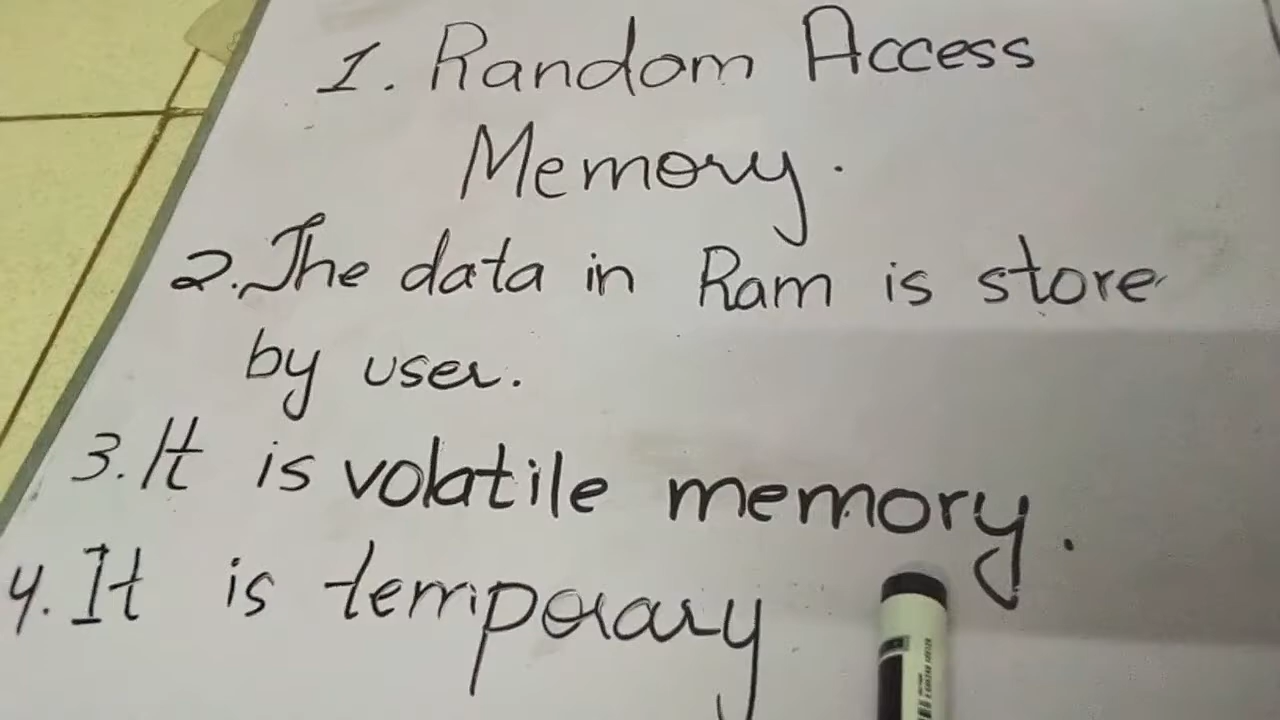 1. Random Access
Memory.
2. The data in Ram is store
by user.
3. It is volatile memory.
4. It is temporary